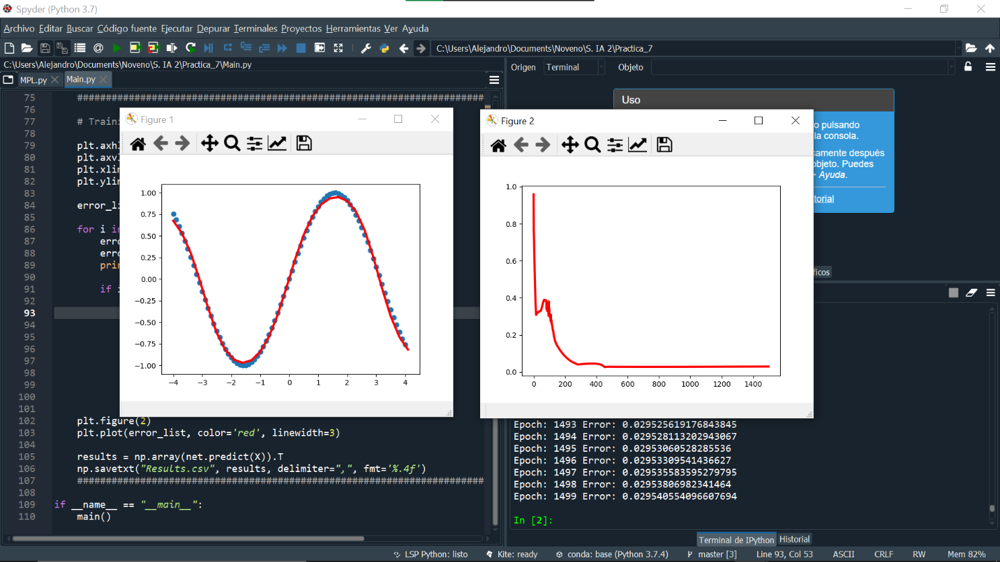 Spyder (Python 3.7)
Archivo Editar Buscar Código fuente Ejecutar Depurar Terminales Proyectos Herramientas Ver Ayuda
C:\Users\Alejandro\Documents\Noveno\S. IA 2\Practica_7
C:\Users\Alejandro\Documents\Noveno\S. IA 2\Practica_7\Main.py
MPL.py
Main.py
75 ########################################################################
76
77 # Traini
78
79 plt.axhl
80 plt.axvl
81 plt.xlim
82 plt.ylim
83
84 error_li
85
86 for i in
87 erro
88 erro
89 prin
90
91 if i
92
93
94
95
96
97
98
99
100
101
102 plt.figure(2)
103 plt.plot(error_list, color='red', linewidth=3)
104
105 results = np.array(net.predict(X)).T
106 np.savetxt("Results.csv", results, delimiter=",", fmt='%.4f')
107 ########################################################################
108
109 if __name__ == "__main__":
110 main()
Figure 1
1.00
0.75
0.50
0.25
0.00
−0.25
−0.50
−0.75
−1.00
−4 −3 −2 −1 0 1 2 3 4
Figure 2
1.0
0.8
0.6
0.4
0.2
0.0
0 200 400 600 800 1000 1200 1400
Origen Terminal Objeto
Uso
o pulsando
la consola.
amente después
objeto. Puedes
> Ayuda.
torial
ficos
Epoch: 1493 Error: 0.029525619176843845
Epoch: 1494 Error: 0.029528113202943067
Epoch: 1495 Error: 0.02953060528285536
Epoch: 1496 Error: 0.02953309541436627
Epoch: 1497 Error: 0.029535583595279795
Epoch: 1498 Error: 0.02953806982341464
Epoch: 1499 Error: 0.029540554096607694
In [2]:
Terminal de IPython Historial
LSP Python: listo Kite: ready conda: base (Python 3.7.4) master [3] Line 93, Col 53 ASCII CRLF RW Mem 82%